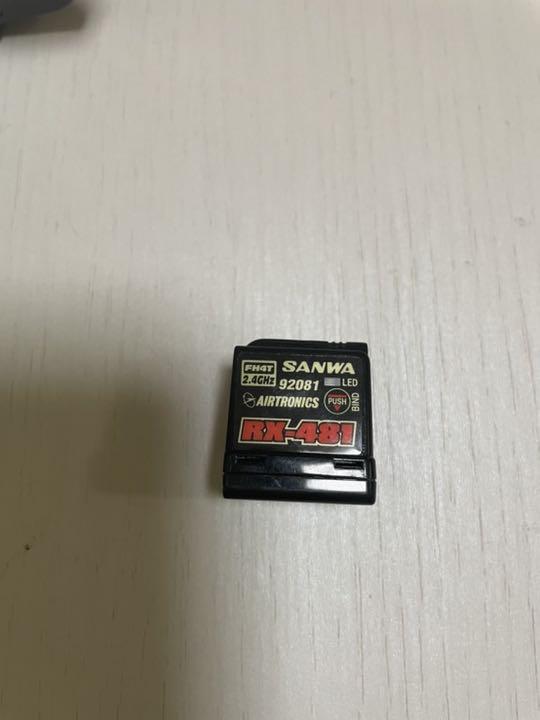 FH4T SANWA
2.4GHz 92081 LED
AIRTRONICS PUSH BIND
RX-481